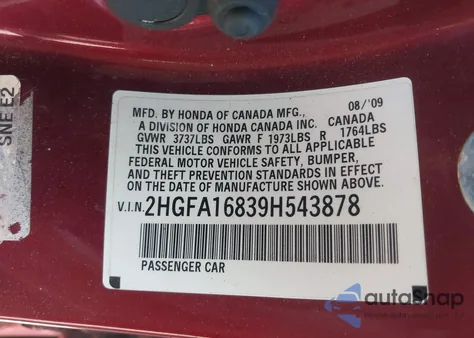 SNE E2
MFD. BY HONDA OF CANADA MFG., 08/'09
A DIVISION OF HONDA CANADA INC. CANADA
GVWR 3737LBS GAWR F 1973LBS R 1764LBS
THIS VEHICLE CONFORMS TO ALL APPLICABLE
FEDERAL MOTOR VEHICLE SAFETY, BUMPER,
AND THEFT PREVENTION STANDARDS IN EFFECT
ON THE DATE OF MANUFACTURE SHOWN ABOVE.
V.I.N. 2HGFA16839H543878
PASSENGER CAR
autosnap